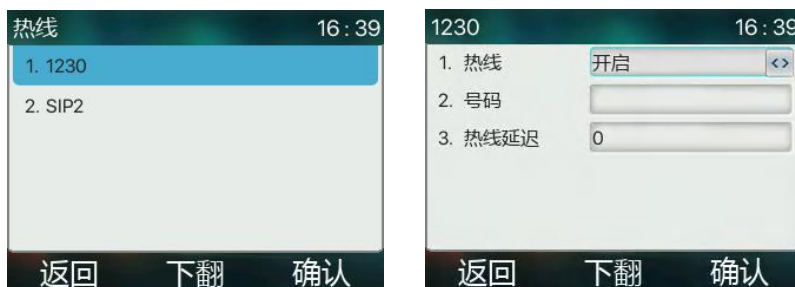 热线 16:39
1. 1230
2. SIP2
返回 下翻 确认
1230 16:39
1. 热线 开启 <>
2. 号码
3. 热线延迟 0
返回 下翻 确认